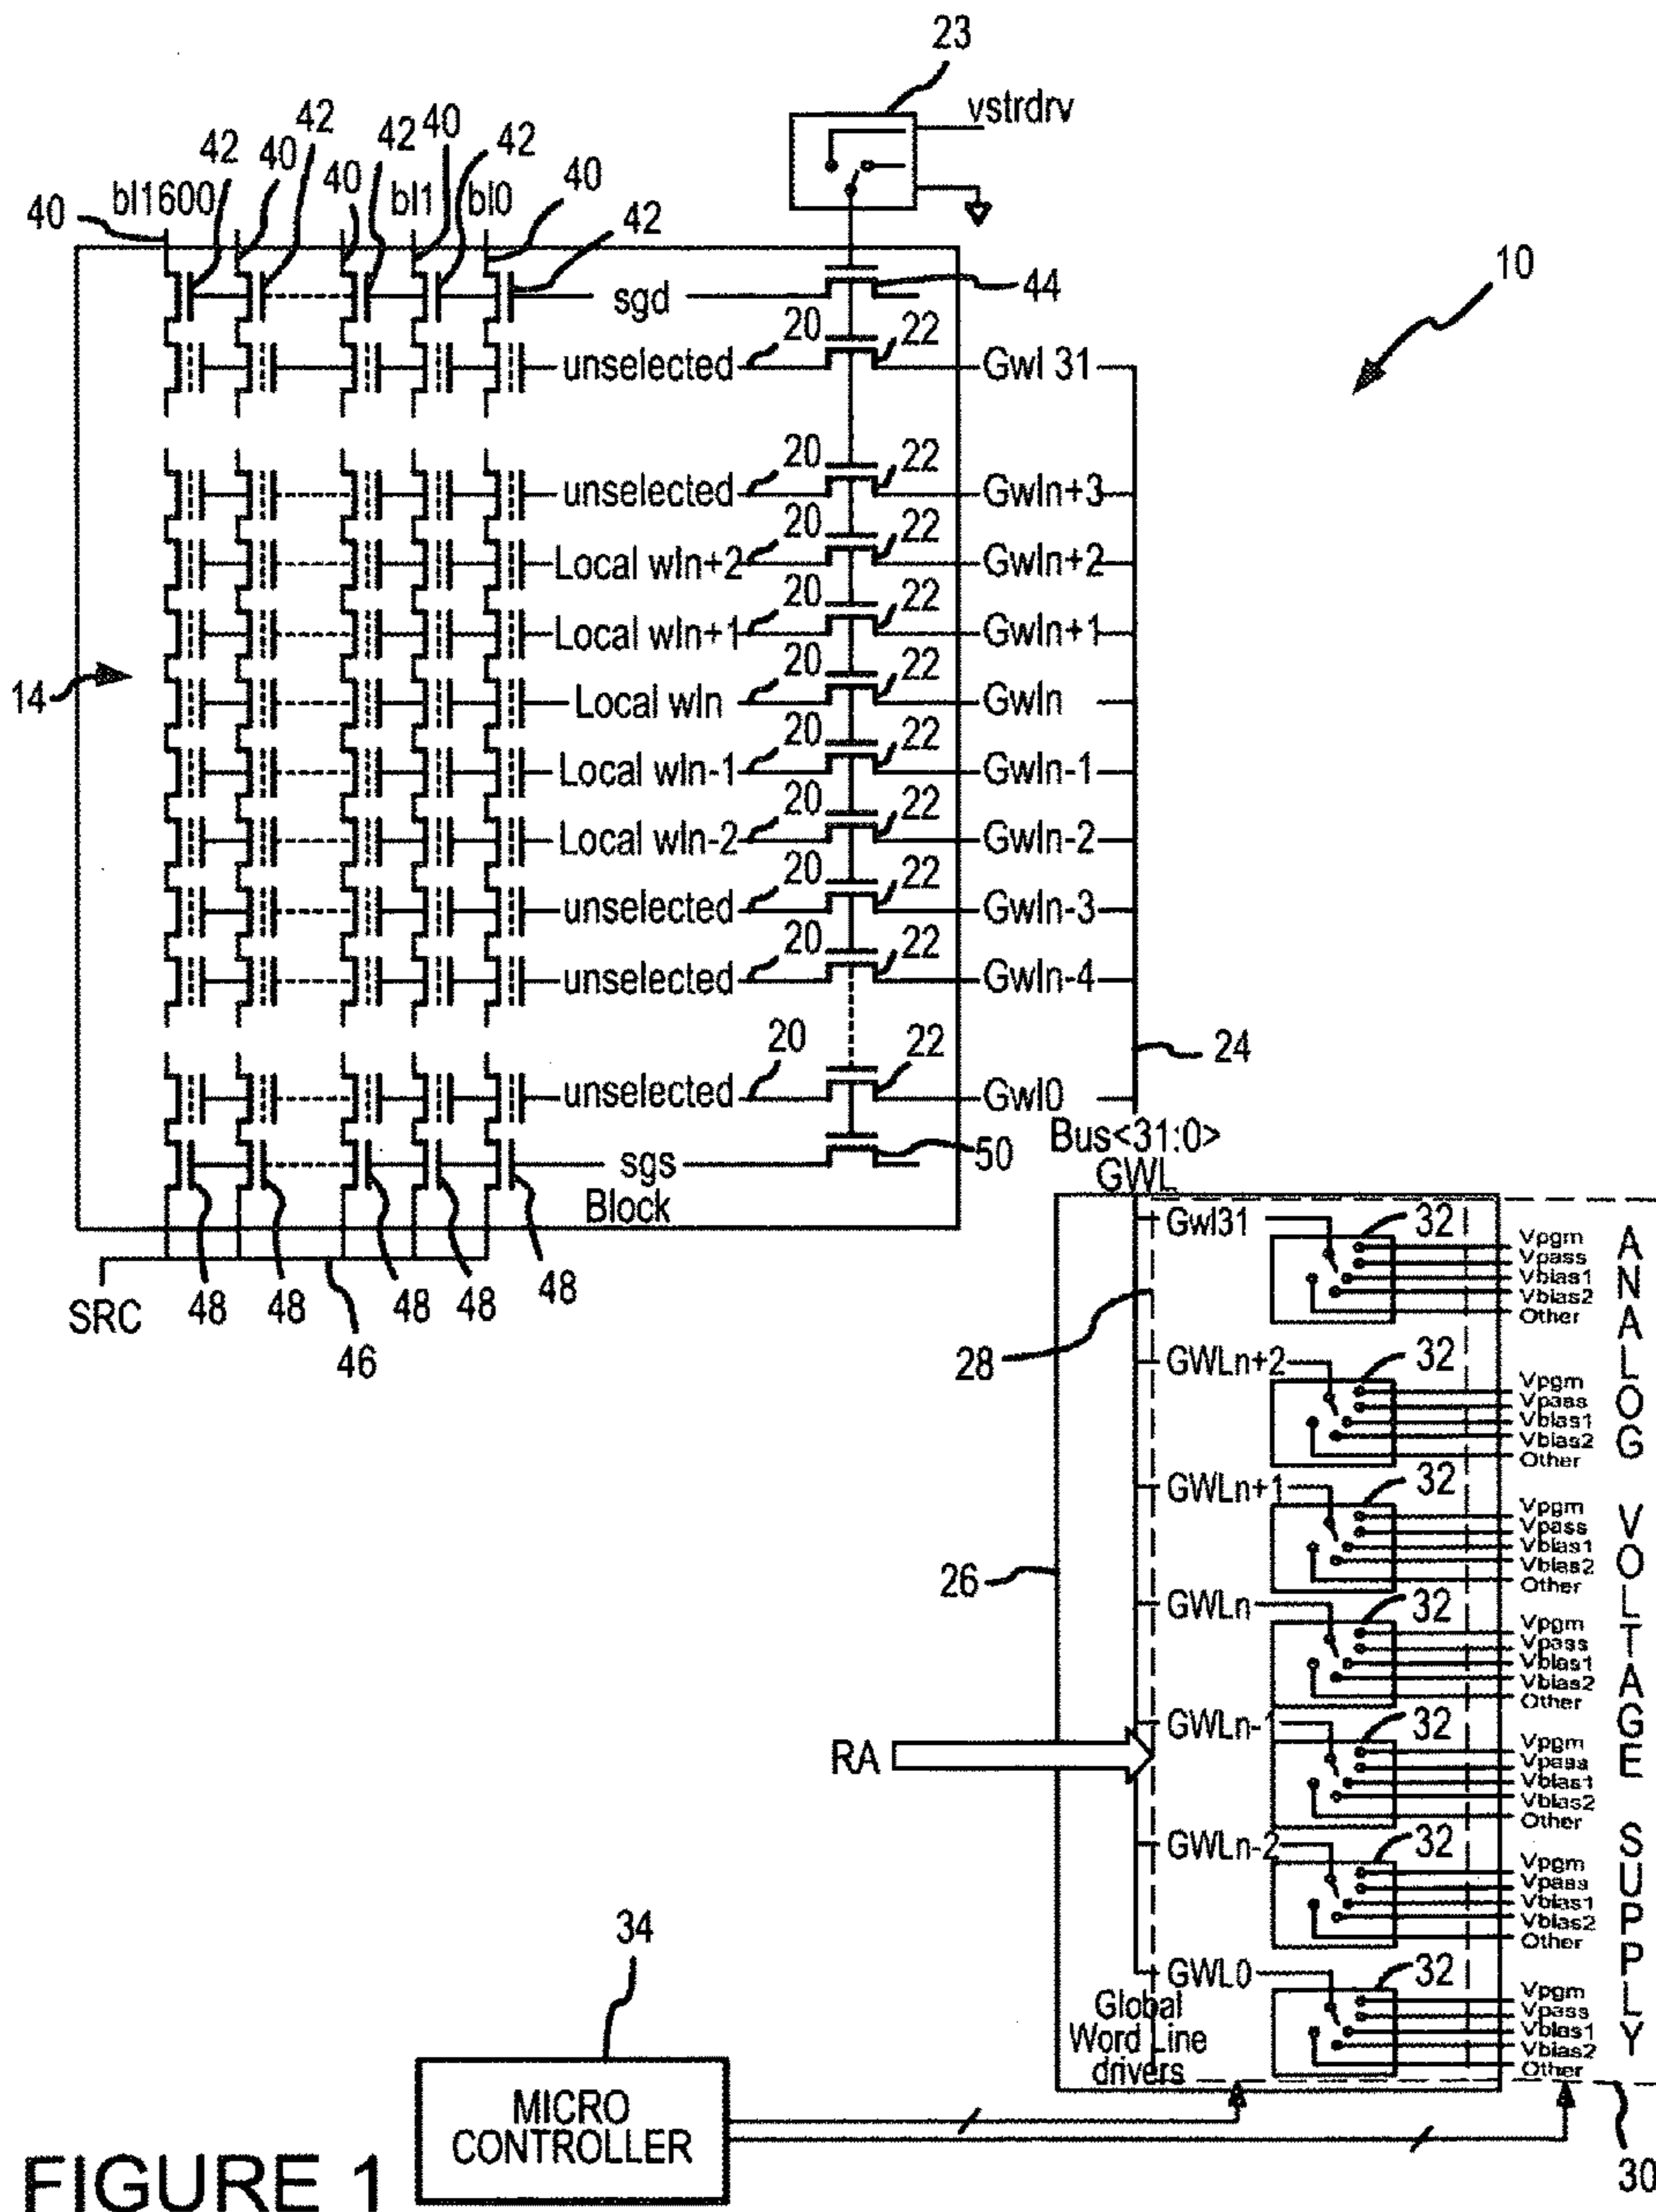 23
vstrdrv
42 40 42 40 42 40 42 40 42
40 bl1600 bl1 bl0
40
sgd 44
10
unselected 20 22 Gwl 31
unselected 20 22 Gwln+3
Local wln+2 20 22 Gwln+2
Local wln+1 20 22 Gwln+1
14
Local wln 20 22 Gwln
Local wln-1 20 22 Gwln-1
Local wln-2 20 22 Gwln-2
unselected 20 22 Gwln-3
unselected 20 22 Gwln-4
24
unselected 20 22 Gwl0
Bus<31:0>
GWL
sgs 50
Block
48 48 48 48 48
SRC
46
Gwl31 32
Vpgm
Vpass
Vbias1
Vbias2
Other
28
GWLn+2 32
Vpgm
Vpass
Vbias1
Vbias2
Other
GWLn+1 32
Vpgm
Vpass
Vbias1
Vbias2
Other
26
GWLn 32
Vpgm
Vpass
Vbias1
Vbias2
Other
RA
GWLn-1 32
Vpgm
Vpass
Vbias1
Vbias2
Other
GWLn-2 32
Vpgm
Vpass
Vbias1
Vbias2
Other
GWL0 32
Vpgm
Vpass
Vbias1
Vbias2
Other
Global
Word Line
drivers
ANALOG VOLTAGE SUPPLY
30
34
MICRO
CONTROLLER
FIGURE 1